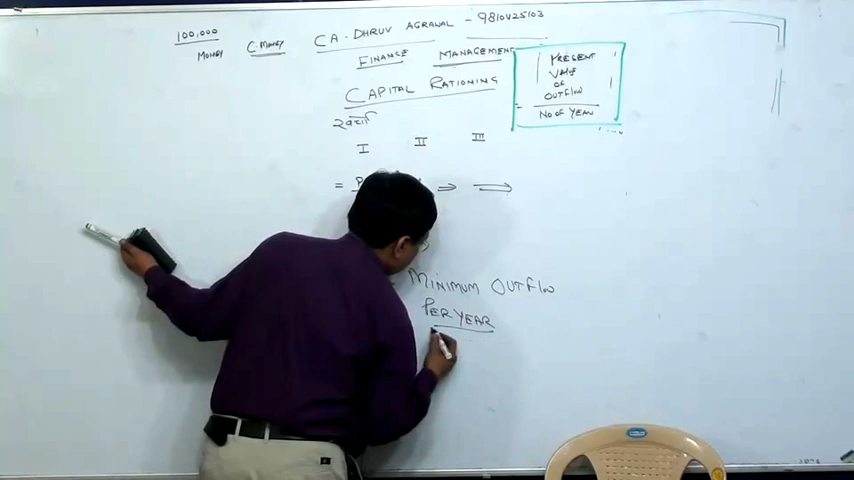 100,000
MONEY C.MONEY
CA. DHRUV AGRAWAL - 9810425103
FINANCE MANAGEMENT
CAPITAL RATIONING
I II III
PRESENT
VALUE
OF
OUTFLOW
NO OF YEAR
= P
MINIMUM OUTFLOW
PER YEAR